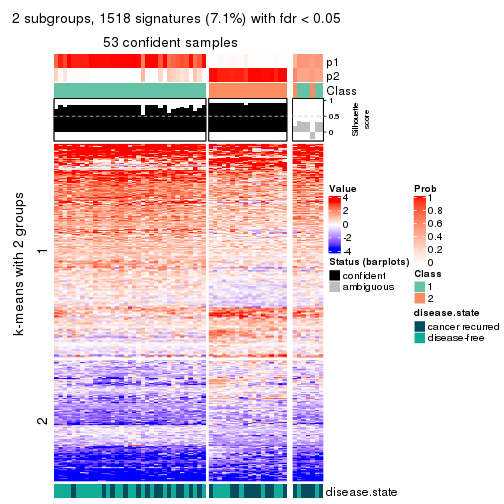 2 subgroups, 1518 signatures (7.1%) with fdr < 0.05
53 confident samples
p1
p2
Class
1
0.5
0
Silhouette
score
k-means with 2 groups
1
2
disease.state
Value
4
2
0
-2
-4
Status (barplots)
confident
ambiguous
Prob
1
0.8
0.6
0.4
0.2
0
Class
1
2
disease.state
cancer recurred
disease-free